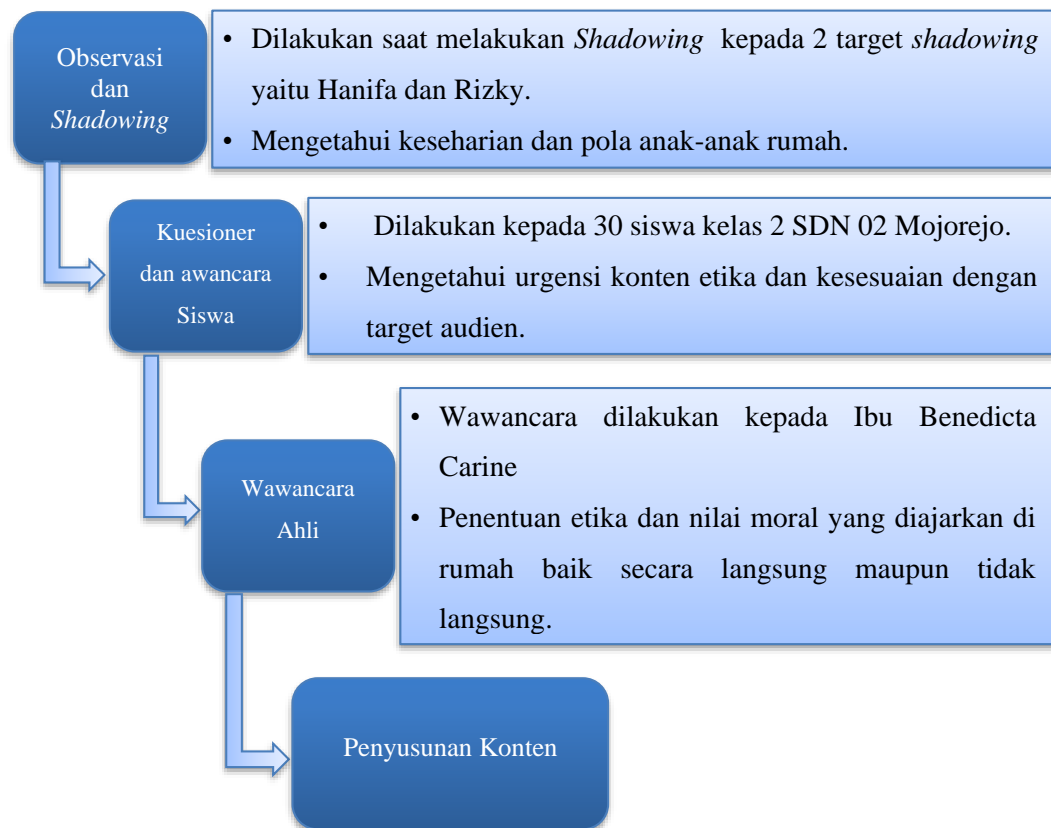 Observasi
dan
Shadowing
• Dilakukan saat melakukan Shadowing kepada 2 target shadowing
yaitu Hanifa dan Rizky.
• Mengetahui keseharian dan pola anak-anak rumah.
Kuesioner
dan awancara
Siswa
• Dilakukan kepada 30 siswa kelas 2 SDN 02 Mojorejo.
• Mengetahui urgensi konten etika dan kesesuaian dengan
target audien.
Wawancara
Ahli
• Wawancara dilakukan kepada Ibu Benedicta
Carine
• Penentuan etika dan nilai moral yang diajarkan di
rumah baik secara langsung maupun tidak
langsung.
Penyusunan Konten